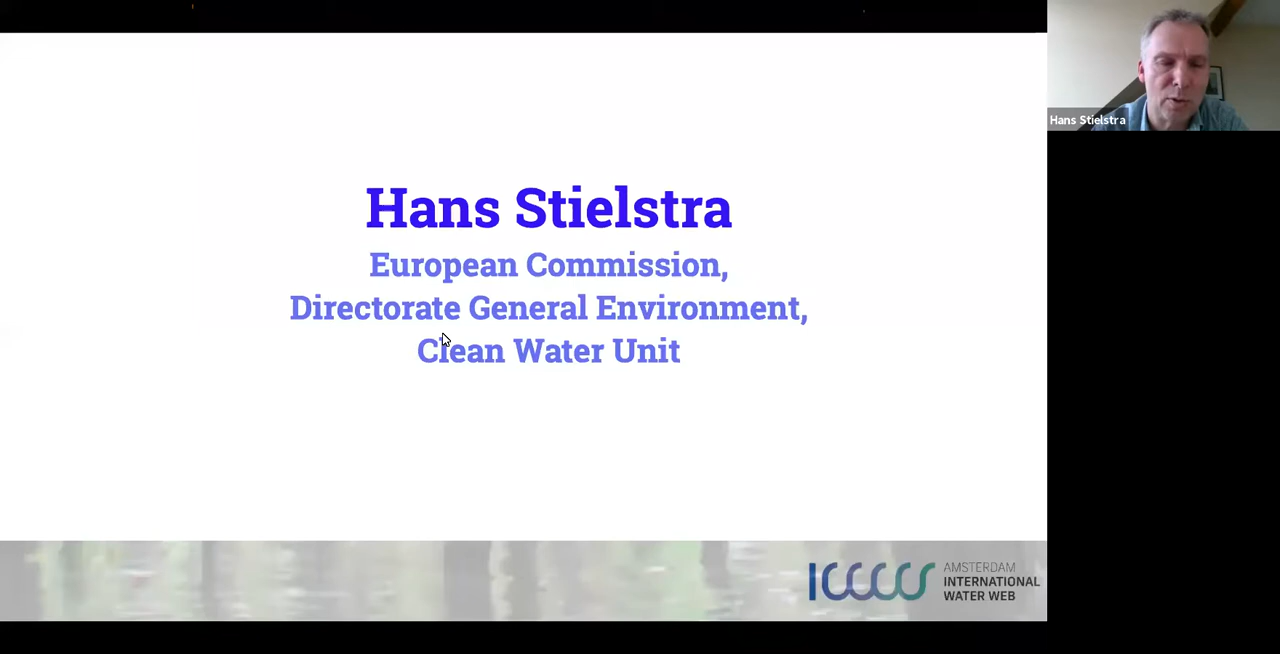 Hans Stielstra
European Commission,
Directorate General Environment,
Clean Water Unit
Hans Stielstra
AMSTERDAM
INTERNATIONAL
WATER WEB